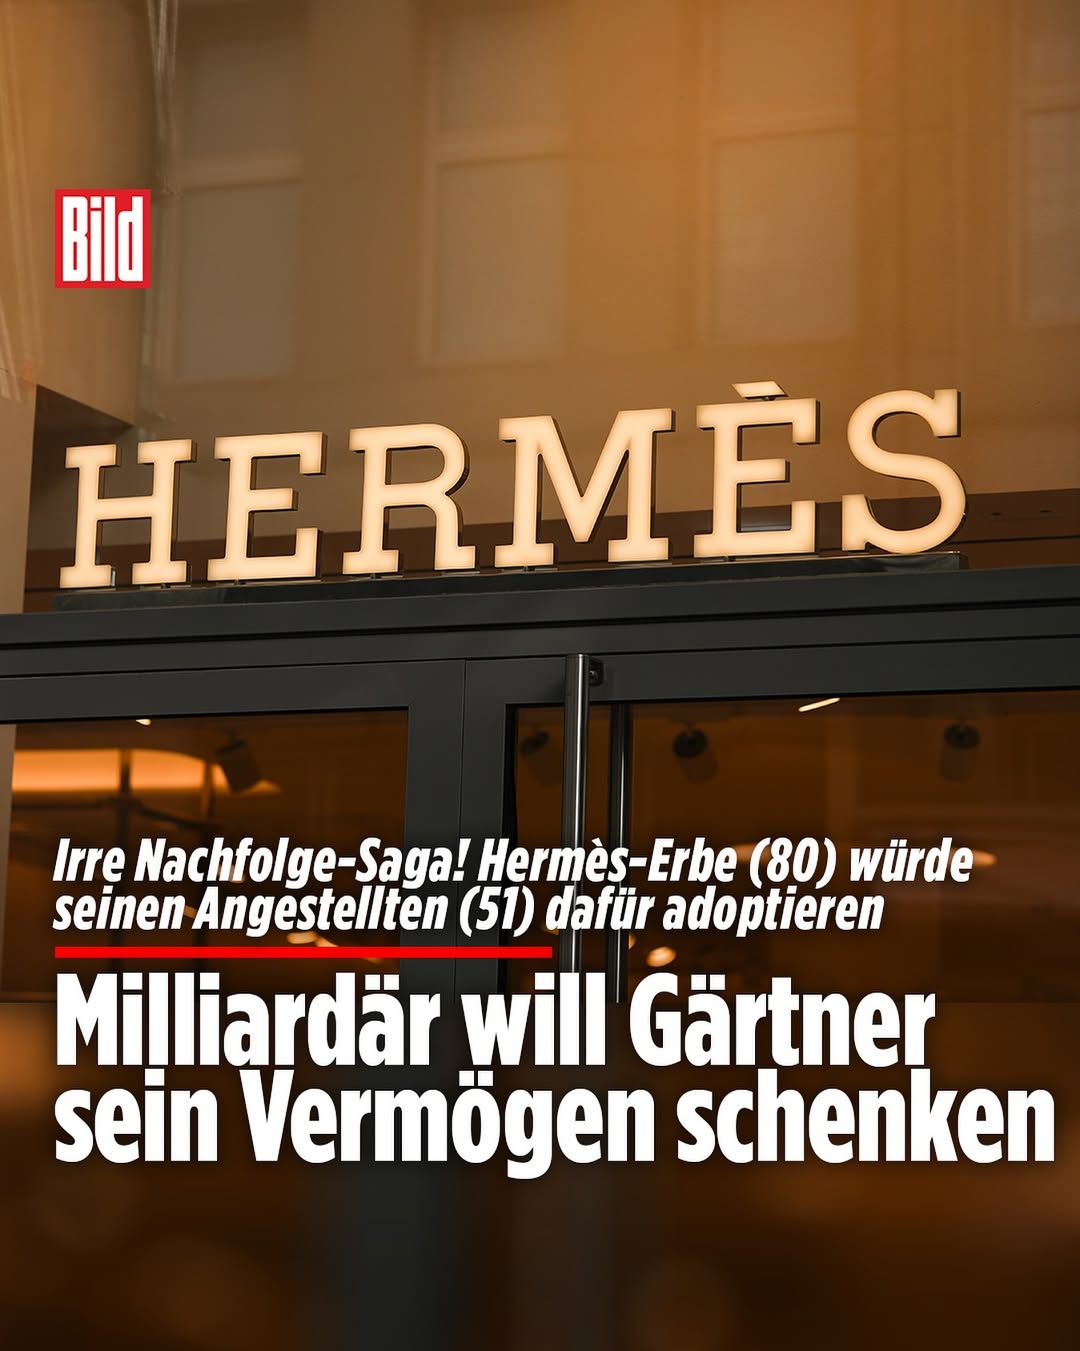 Bild
HERMÈS
Irre Nachfolge-Saga! Hermès-Erbe (80) würde
seinen Angestellten (51) dafür adoptieren
Milliardär will Gärtner
sein Vermögen schenken